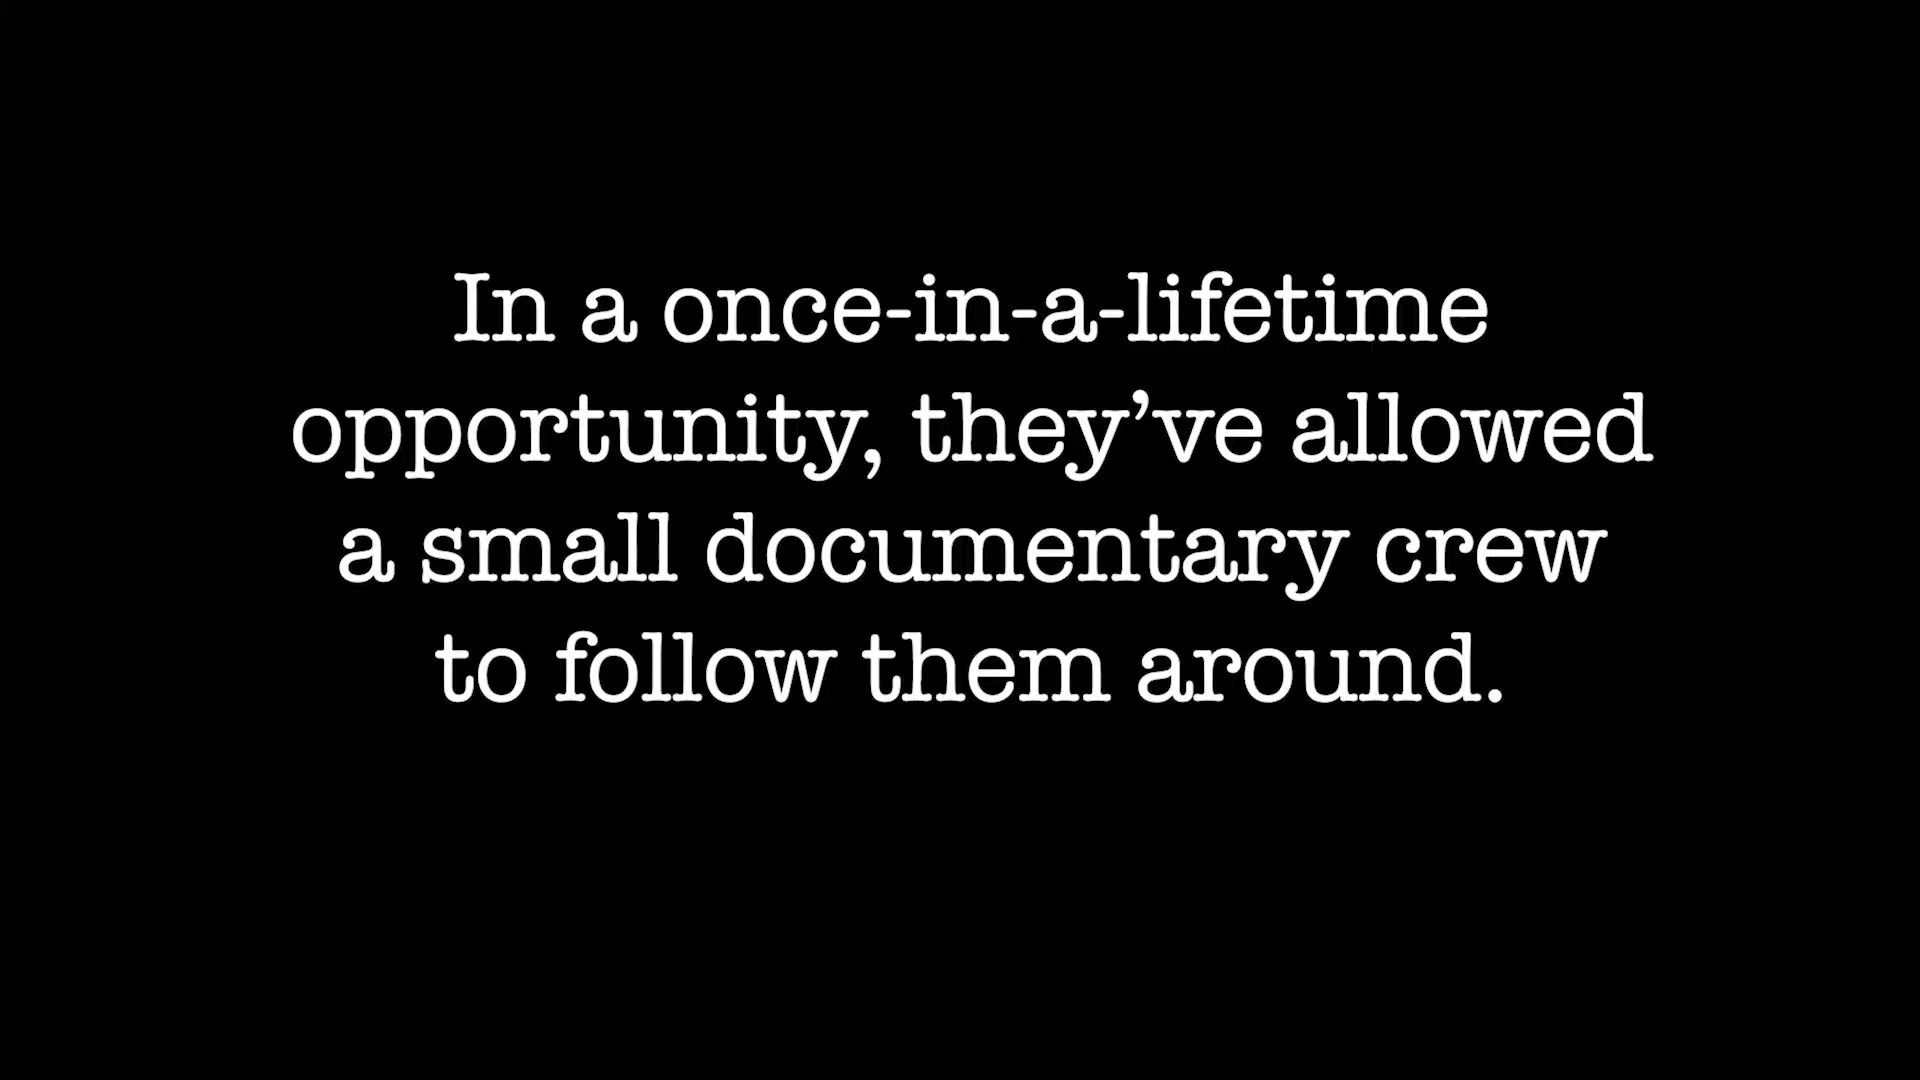 In a once-in-a-lifetime
opportunity, they’ve allowed
a small documentary crew
to follow them around.